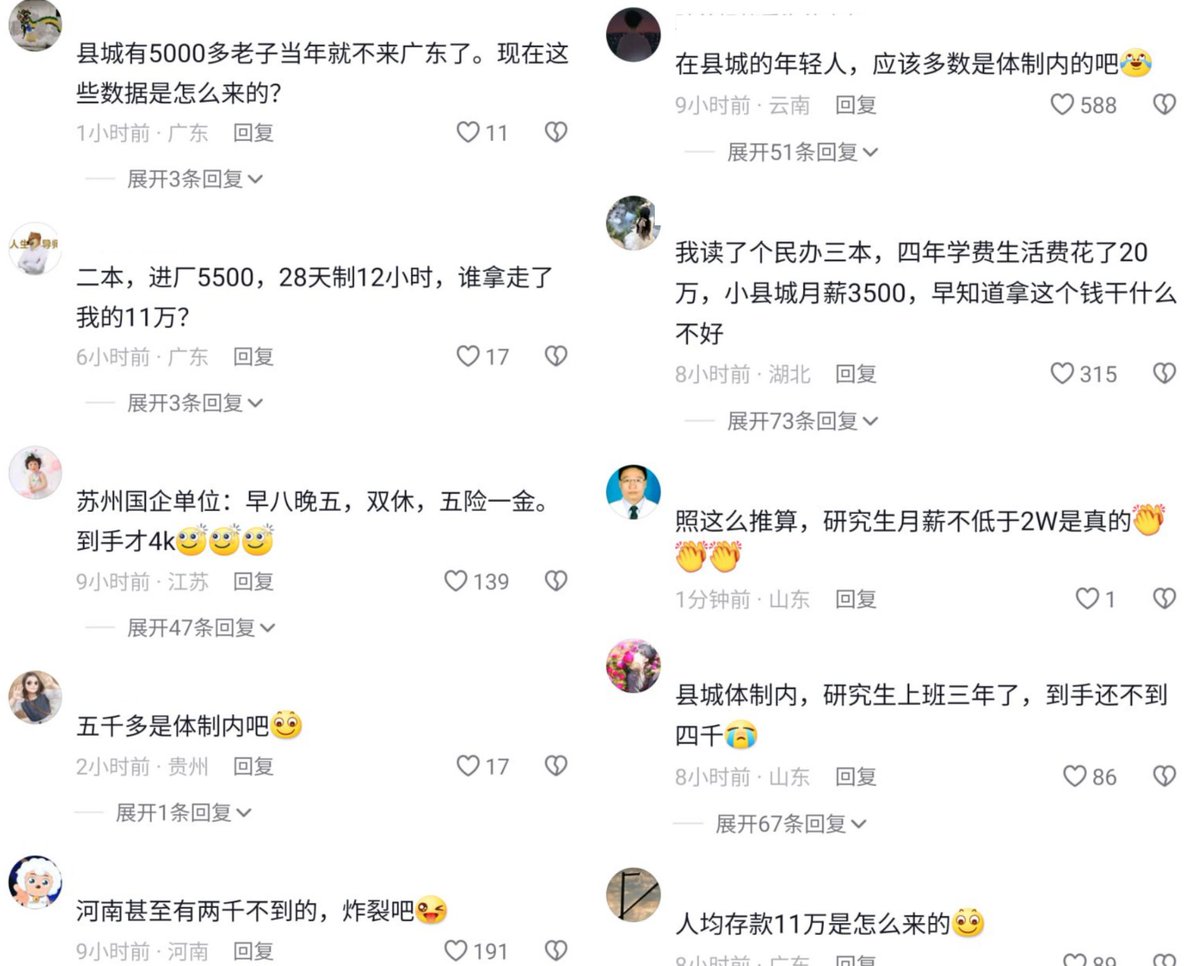 县城有5000多老子当年就不来广东了。现在这
些数据是怎么来的?
1小时前 · 广东 回复 11
展开3条回复
人生导师
二本，进厂5500，28天制12小时，谁拿走了
我的11万?
6小时前 · 广东 回复 17
展开3条回复
苏州国企单位：早八晚五，双休，五险一金。
到手才4k
9小时前 · 江苏 回复 139
展开47条回复
五千多是体制内吧
2小时前 · 贵州 回复 17
展开1条回复
河南甚至有两千不到的，炸裂吧
9小时前 · 河南 回复 191
在县城的年轻人，应该多数是体制内的吧
9小时前 · 云南 回复 588
展开51条回复
我读了个民办三本，四年学费生活费花了20
万，小县城月薪3500，早知道拿这个钱干什么
不好
8小时前 · 湖北 回复 315
展开73条回复
照这么推算，研究生月薪不低于2W是真的
1分钟前 · 山东 回复 1
县城体制内，研究生上班三年了，到手还不到
四千
8小时前 · 山东 回复 86
展开67条回复
人均存款11万是怎么来的
8小时前 · 广东 回复 89